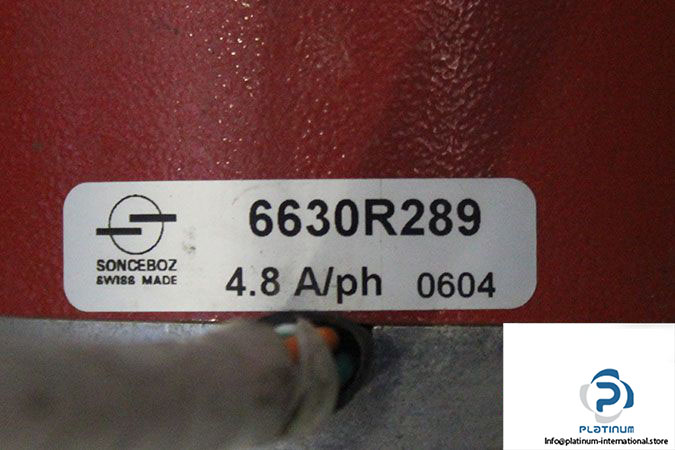 6630R289
SONCEBOZ
SWISS MADE
4.8 A/ph 0604
PLATINUM
Info@platinum-international.store